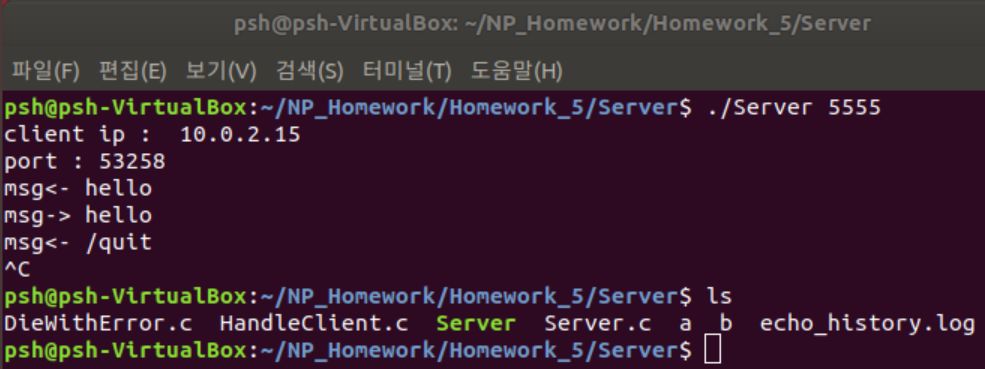 psh@psh-VirtualBox: ~/NP_Homework/Homework_5/Server
파일(F) 편집(E) 보기(V) 검색(S) 터미널(T) 도움말(H)
psh@psh-VirtualBox:~/NP_Homework/Homework_5/Server$ ./Server 5555
client ip :  10.0.2.15
port : 53258
msg<- hello
msg-> hello
msg<- /quit
^C
psh@psh-VirtualBox:~/NP_Homework/Homework_5/Server$ ls
DieWithError.c  HandleClient.c  Server  Server.c  a  b  echo_history.log
psh@psh-VirtualBox:~/NP_Homework/Homework_5/Server$